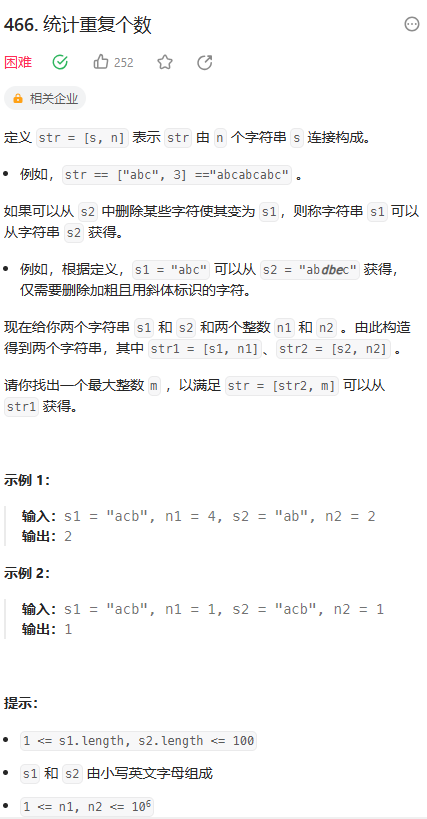 466. 统计重复个数
困难 252
相关企业
定义 str = [s, n] 表示 str 由 n 个字符串 s 连接构成。
例如，str == ["abc", 3] =="abcabcabc" 。
如果可以从 s2 中删除某些字符使其变为 s1，则称字符串 s1 可以
从字符串 s2 获得。
例如，根据定义，s1 = "abc" 可以从 s2 = "abdbec" 获得，
仅需要删除加粗且用斜体标识的字符。
现在给你两个字符串 s1 和 s2 和两个整数 n1 和 n2 。由此构造
得到两个字符串，其中 str1 = [s1, n1]、str2 = [s2, n2] 。
请你找出一个最大整数 m ，以满足 str = [str2, m] 可以从
str1 获得。
示例 1：
输入：s1 = "acb", n1 = 4, s2 = "ab", n2 = 2
输出：2
示例 2：
输入：s1 = "acb", n1 = 1, s2 = "acb", n2 = 1
输出：1
提示：
1 <= s1.length, s2.length <= 100
s1 和 s2 由小写英文字母组成
1 <= n1, n2 <= 10⁶